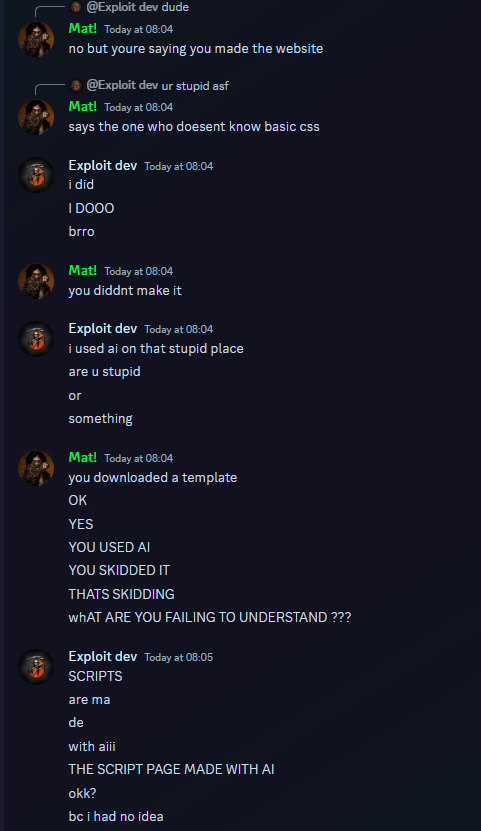 @Exploit dev dude
Mat! Today at 08:04
no but youre saying you made the website
@Exploit dev ur stupid asf
Mat! Today at 08:04
says the one who doesent know basic css
Exploit dev Today at 08:04
i did
I DOOO
brro
Mat! Today at 08:04
you diddnt make it
Exploit dev Today at 08:04
i used ai on that stupid place
are u stupid
or
something
Mat! Today at 08:04
you downloaded a template
OK
YES
YOU USED AI
YOU SKIDDED IT
THATS SKIDDING
whAT ARE YOU FAILING TO UNDERSTAND ???
Exploit dev Today at 08:05
SCRIPTS
are ma
de
with aiii
THE SCRIPT PAGE MADE WITH AI
okk?
bc i had no idea